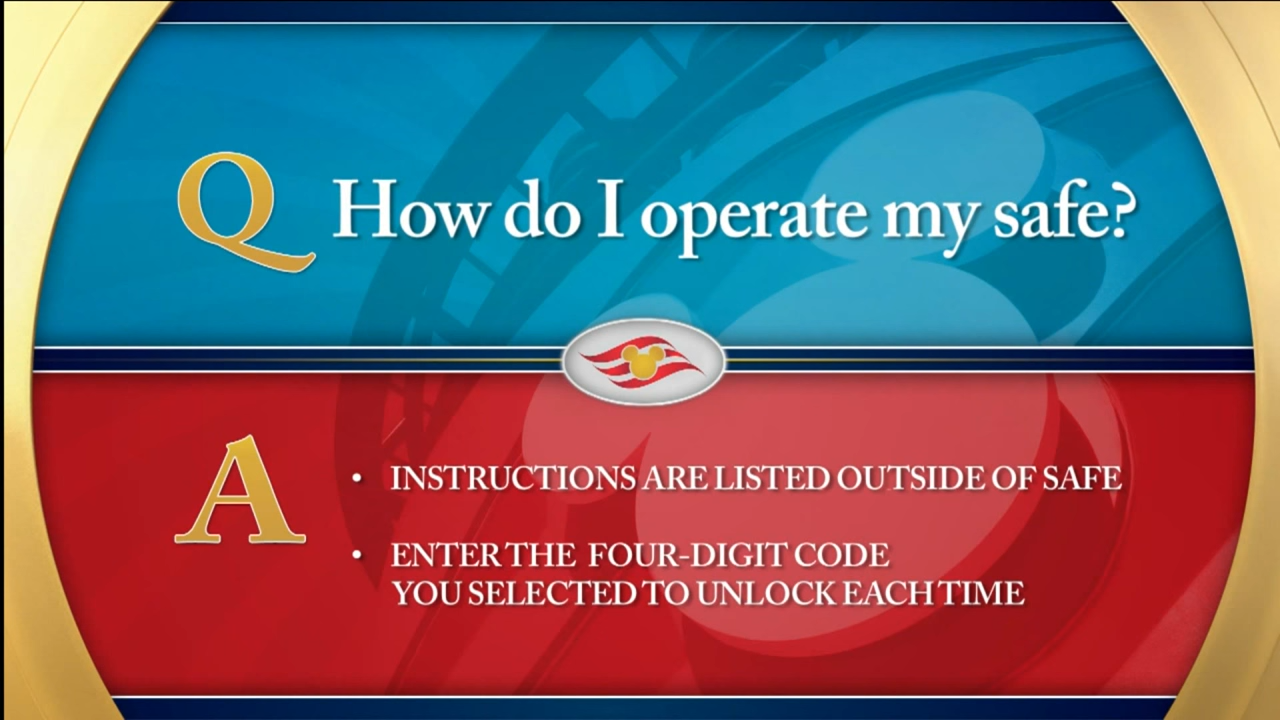 Q How do I operate my safe?
A
• INSTRUCTIONS ARE LISTED OUTSIDE OF SAFE
• ENTER THE FOUR-DIGIT CODE
YOU SELECTED TO UNLOCK EACH TIME